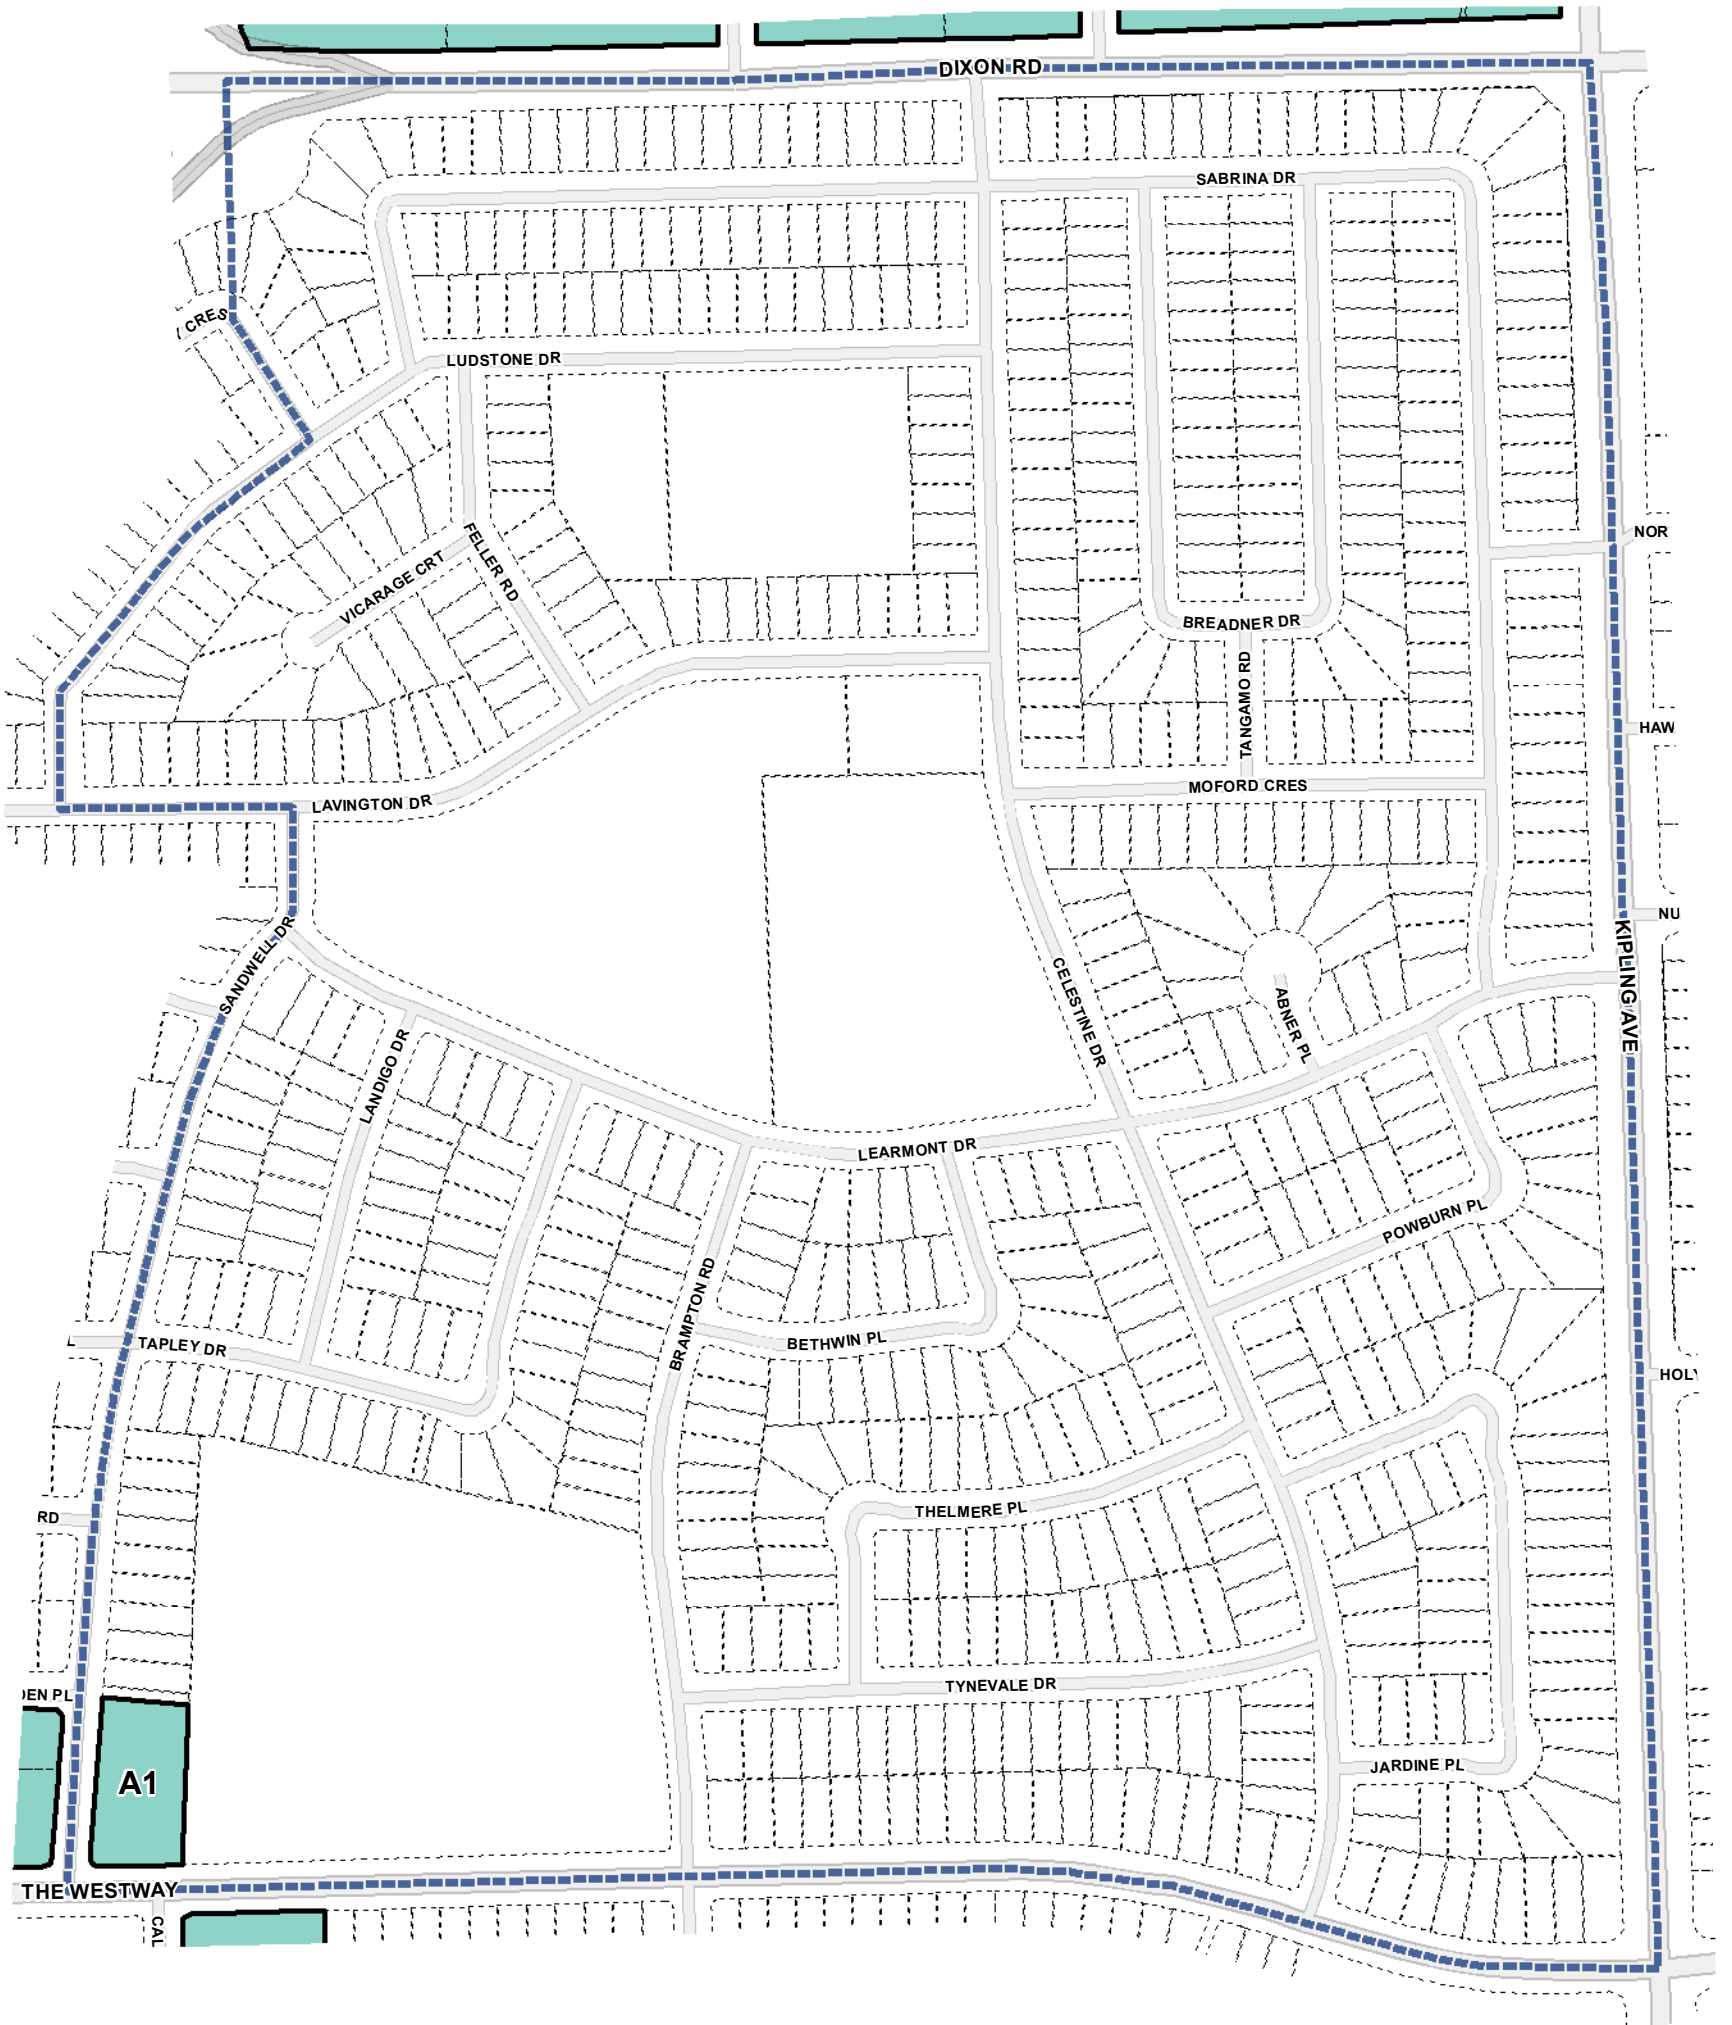 DIXON RD
SABRINA DR
CRES
LUDSTONE DR
NOR
FELLER RD
VICARAGE CRT
BREADNER DR
TANGAMO RD
HAW
MOFORD CRES
LAVINGTON DR
NU
KIPLING AVE
SANDWELL DR
CELESTINE DR
ABNER PL
LANDIGO DR
LEARMONT DR
POWBURN PL
BRAMPTON RD
BETHWIN PL
L
TAPLEY DR
HOLY
THELMERE PL
RD
TYNEVALE DR
DEN PL
JARDINE PL
A1
THE WESTWAY
CAL